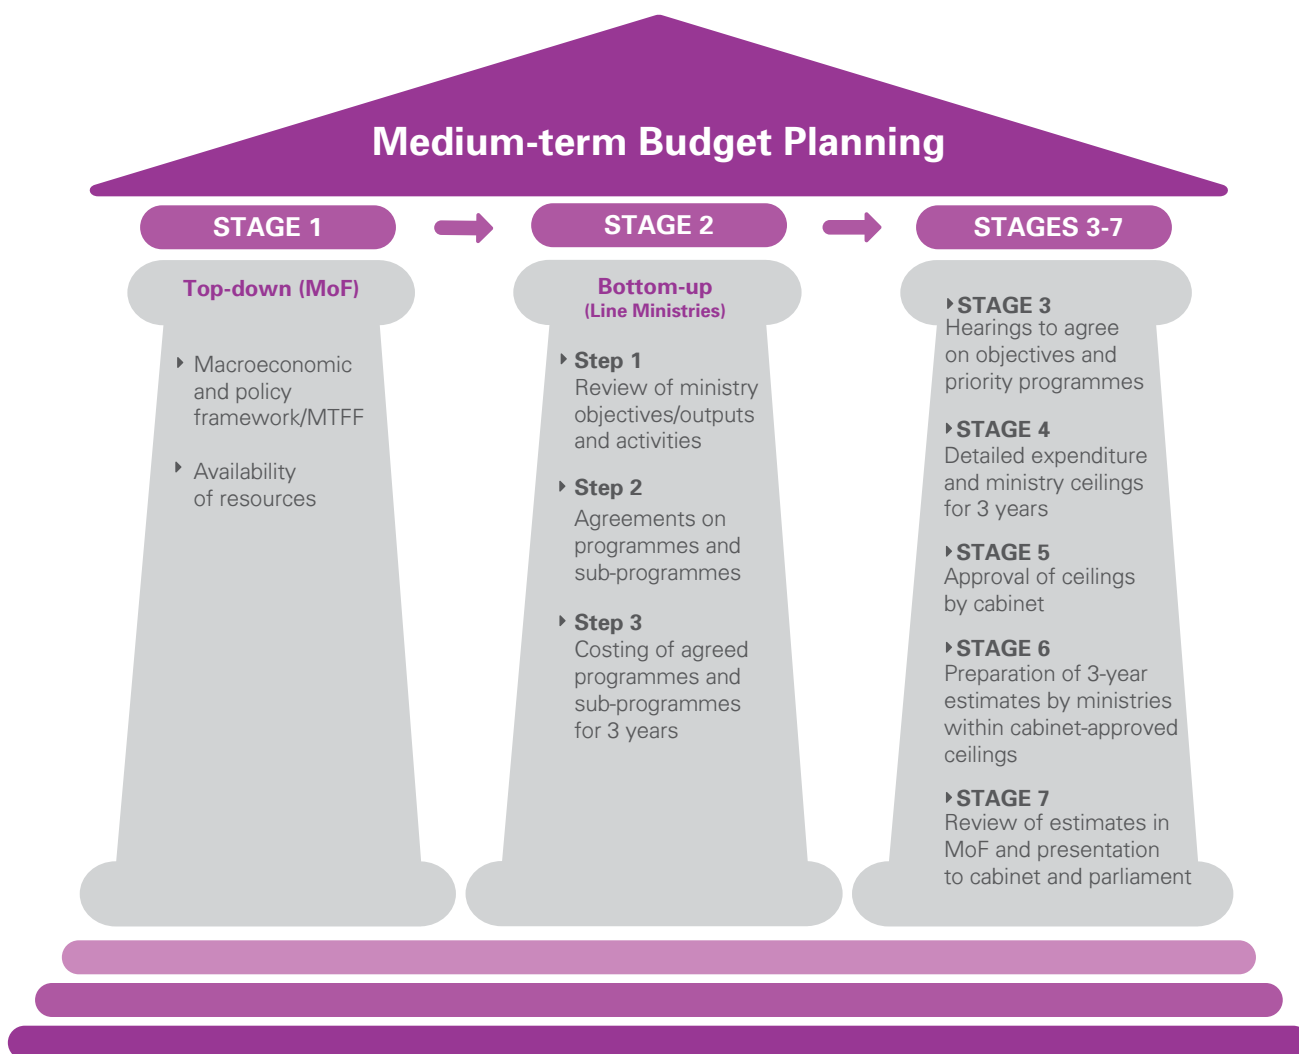 Medium-term Budget Planning
STAGE 1
Top-down (MoF)
Macroeconomic
and policy
framework/MTFF
Availability
of resources
STAGE 2
Bottom-up
(Line Ministries)
Step 1
Review of ministry
objectives/outputs
and activities
Step 2
Agreements on
programmes and
sub-programmes
Step 3
Costing of agreed
programmes and
sub-programmes
for 3 years
STAGES 3-7
STAGE 3
Hearings to agree
on objectives and
priority programmes
STAGE 4
Detailed expenditure
and ministry ceilings
for 3 years
STAGE 5
Approval of ceilings
by cabinet
STAGE 6
Preparation of 3-year
estimates by ministries
within cabinet-approved
ceilings
STAGE 7
Review of estimates in
MoF and presentation
to cabinet and parliament